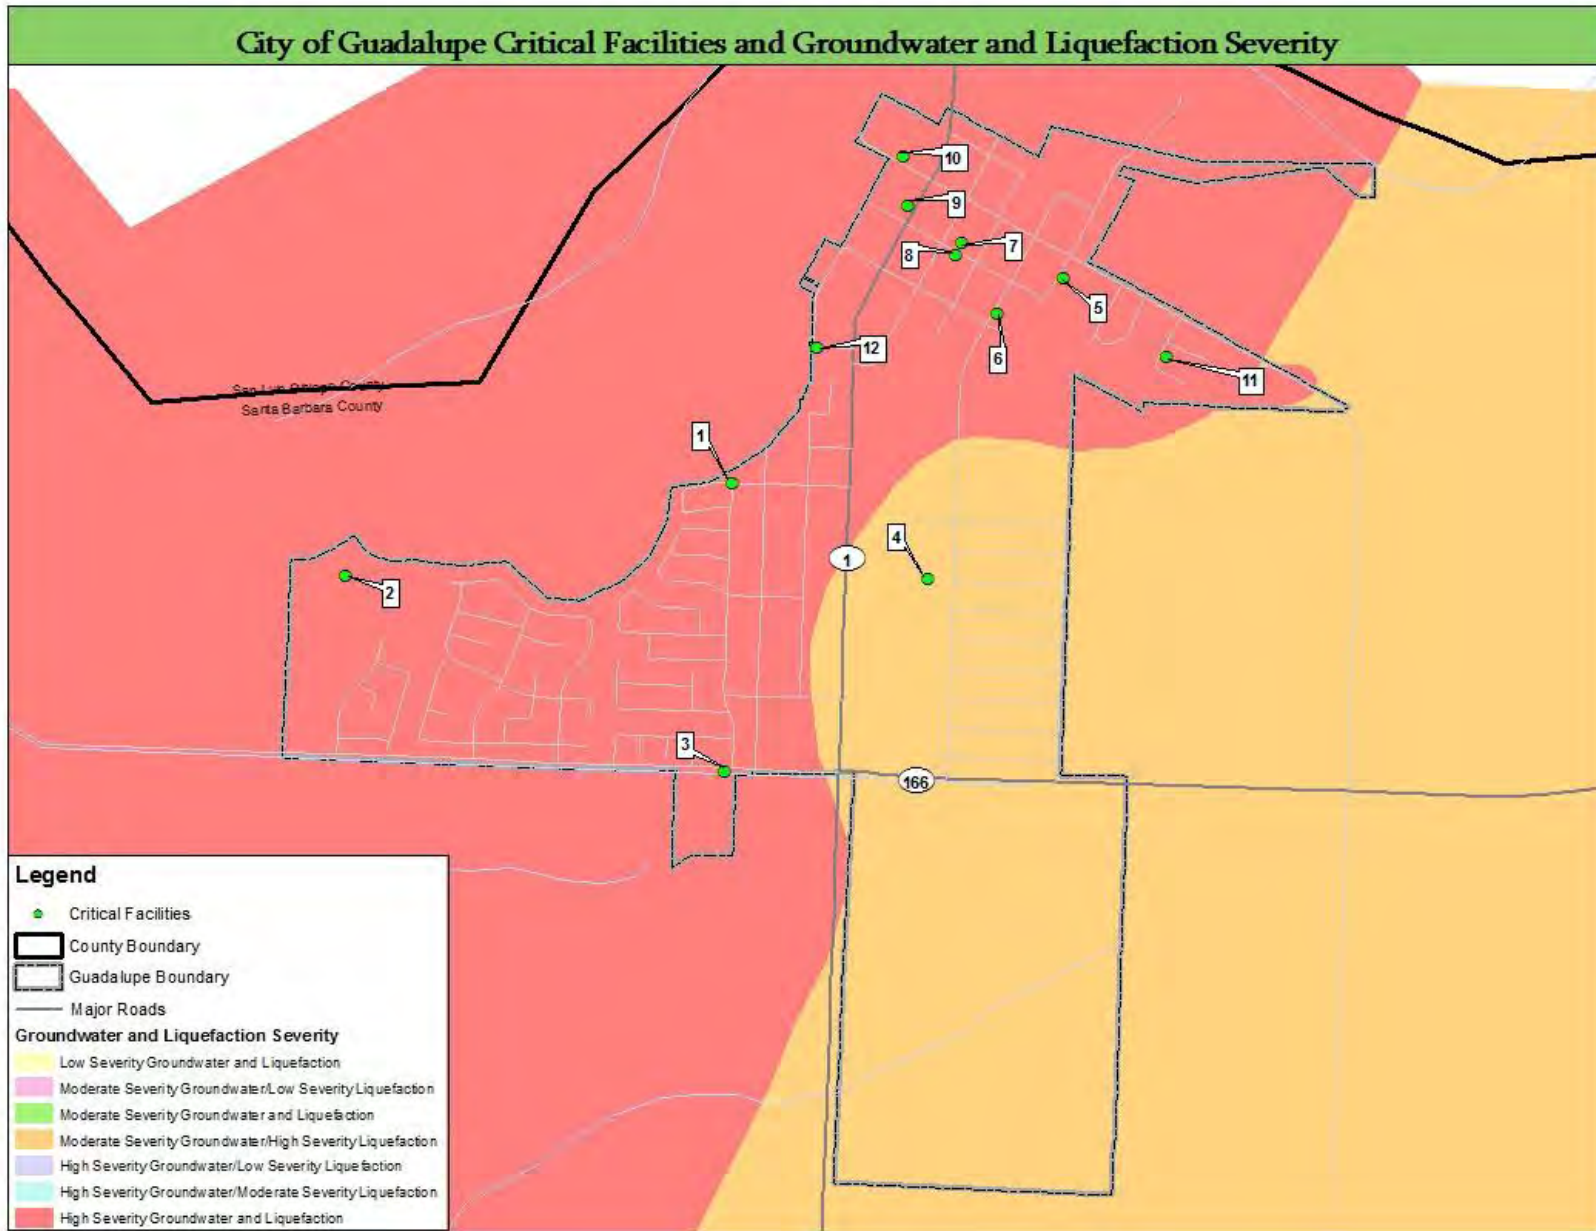 City of Guadalupe Critical Facilities and Groundwater and Liquefaction Severity
10
9
7
8
5
6
12
11
San Luis Obispo County
Santa Barbara County
1
4
1
2
3
166
Legend
Critical Facilities
County Boundary
Guadalupe Boundary
Major Roads
Groundwater and Liquefaction Severity
Low Severity Groundwater and Liquefaction
Moderate Severity Groundwater/Low Severity Liquefaction
Moderate Severity Groundwater and Liquefaction
Moderate Severity Groundwater/High Severity Liquefaction
High Severity Groundwater/Low Severity Liquefaction
High Severity Groundwater/Moderate Severity Liquefaction
High Severity Groundwater and Liquefaction